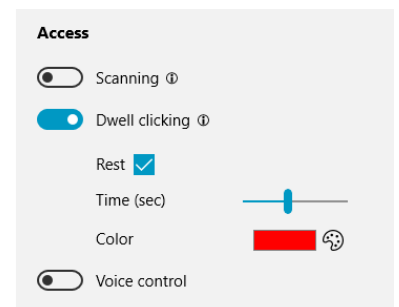 Access
Scanning
Dwell clicking
Rest
Time (sec)
Color
Voice control